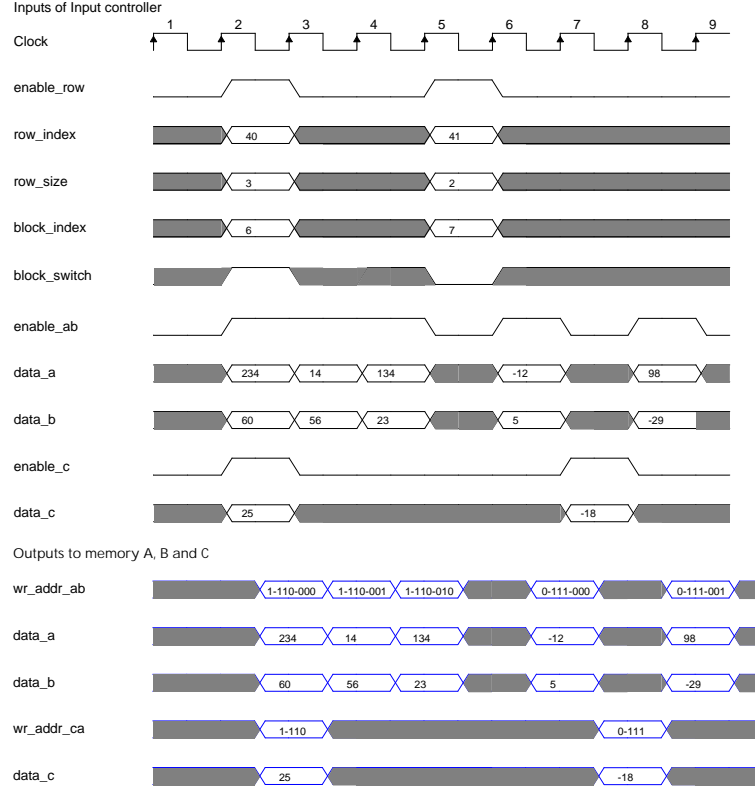 Inputs of Input controller
1 2 3 4 5 6 7 8 9
Clock
enable_row
row_index 40 41
row_size 3 2
block_index 6 7
block_switch
enable_ab
data_a 234 14 134 -12 98
data_b 60 56 23 5 -29
enable_c
data_c 25 -18
Outputs to memory A, B and C
wr_addr_ab 1-110-000 1-110-001 1-110-010 0-111-000 0-111-001
data_a 234 14 134 -12 98
data_b 60 56 23 5 -29
wr_addr_ca 1-110 0-111
data_c 25 -18